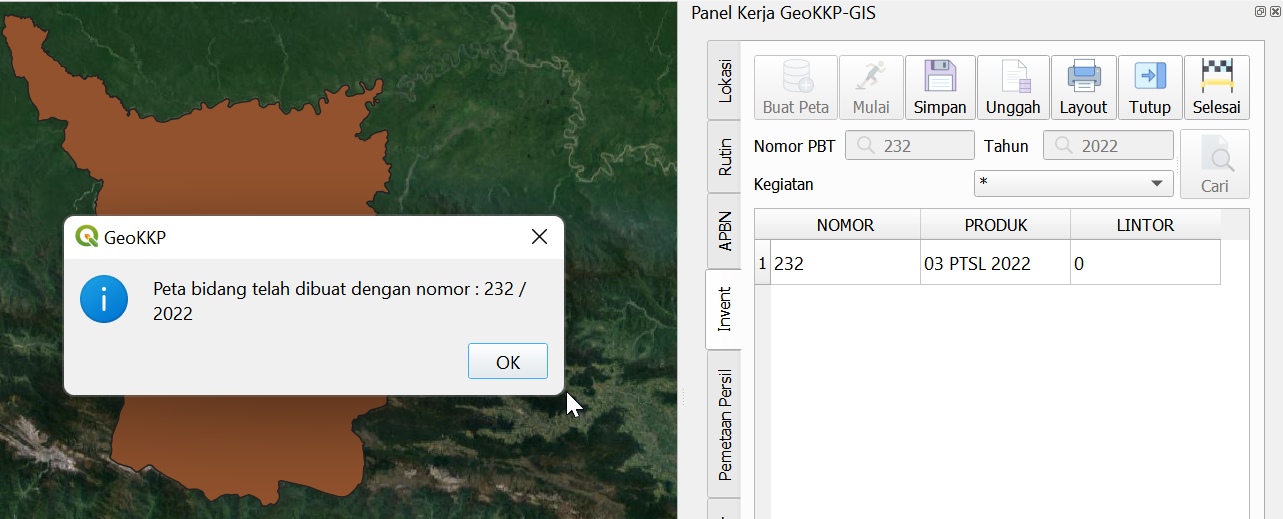 Panel Kerja GeoKKP-GIS
Lokasi
Rutin
APBN
Invent
Pemetaan Persil
Buat Peta
Mulai
Simpan
Unggah
Layout
Tutup
Selesai
Nomor PBT
232
Tahun
2022
Cari
Kegiatan
*
NOMOR PRODUK LINTOR
1 232 03 PTSL 2022 0
GeoKKP
Peta bidang telah dibuat dengan nomor : 232 /
2022
OK